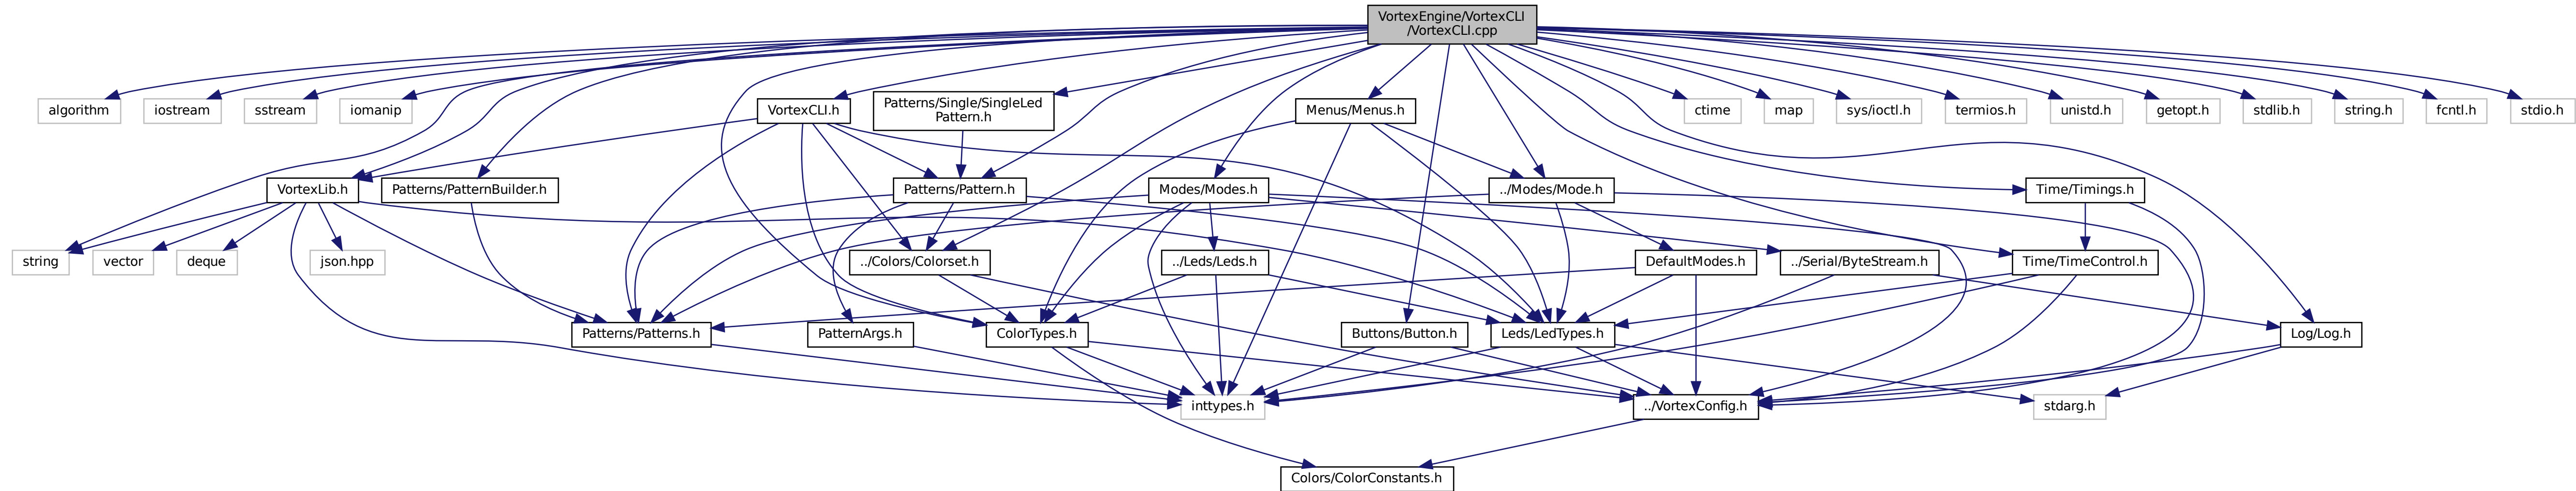 VortexEngine/VortexCLI
/VortexCLI.cpp
algorithm
iostream
sstream
iomanip
VortexCLI.h
Patterns/Single/SingleLed
Pattern.h
Menus/Menus.h
ctime
map
sys/ioctl.h
termios.h
unistd.h
getopt.h
stdlib.h
string.h
fcntl.h
stdio.h
VortexLib.h
Patterns/PatternBuilder.h
Patterns/Pattern.h
Modes/Modes.h
../Modes/Mode.h
Time/Timings.h
string
vector
deque
json.hpp
../Colors/Colorset.h
../Leds/Leds.h
DefaultModes.h
../Serial/ByteStream.h
Time/TimeControl.h
Patterns/Patterns.h
PatternArgs.h
ColorTypes.h
Buttons/Button.h
Leds/LedTypes.h
Log/Log.h
inttypes.h
../VortexConfig.h
stdarg.h
Colors/ColorConstants.h